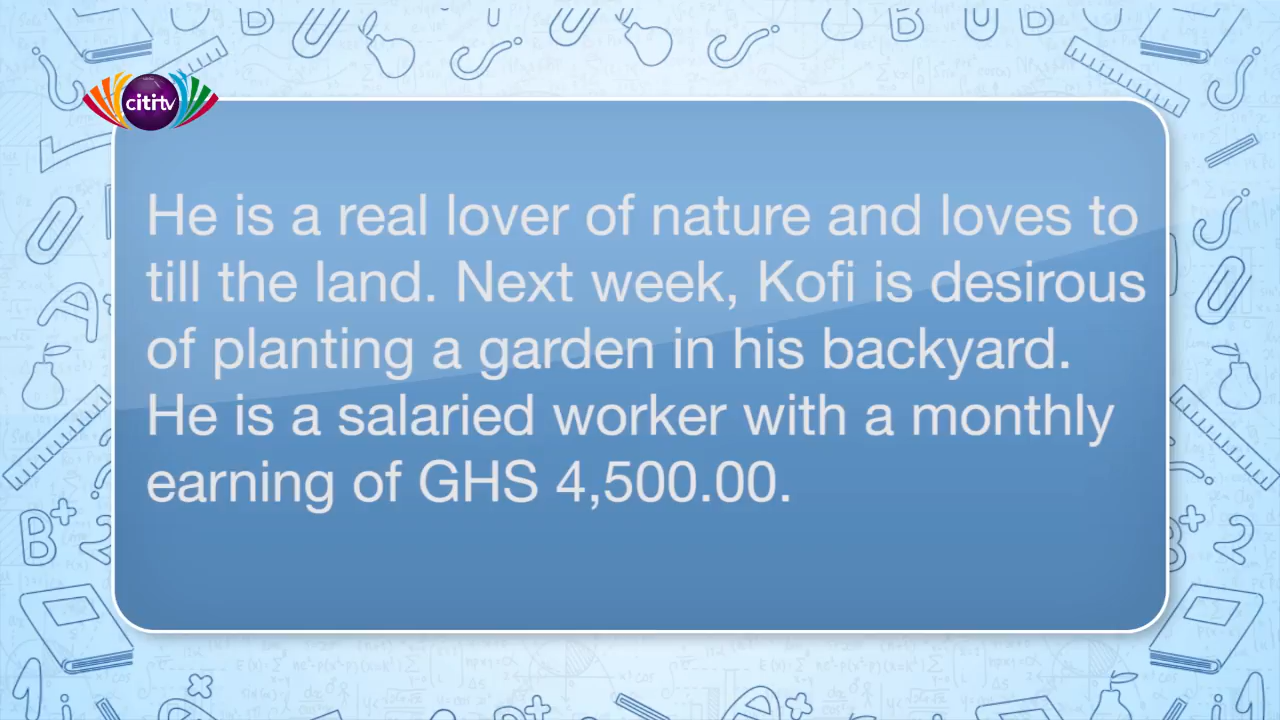 citi tv
He is a real lover of nature and loves to
till the land. Next week, Kofi is desirous
of planting a garden in his backyard.
He is a salaried worker with a monthly
earning of GHS 4,500.00.